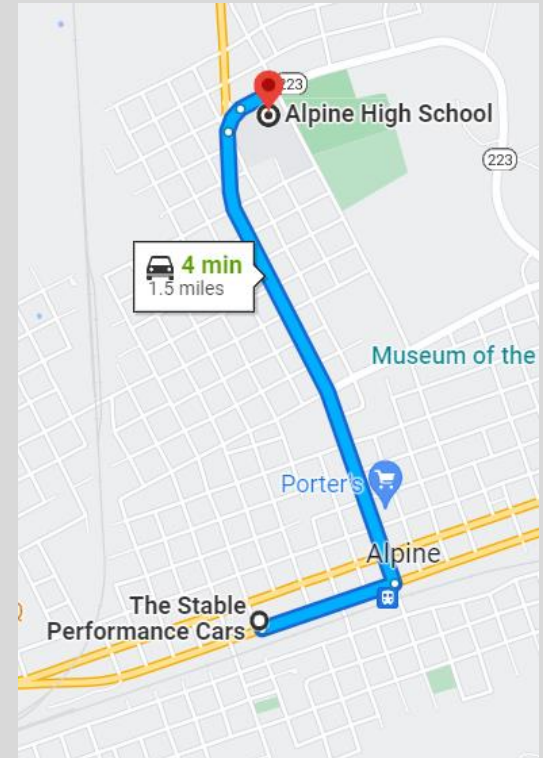 223
Alpine High School
223
4 min
1.5 miles
Museum of the
Porter's
Alpine
The Stable
Performance Cars